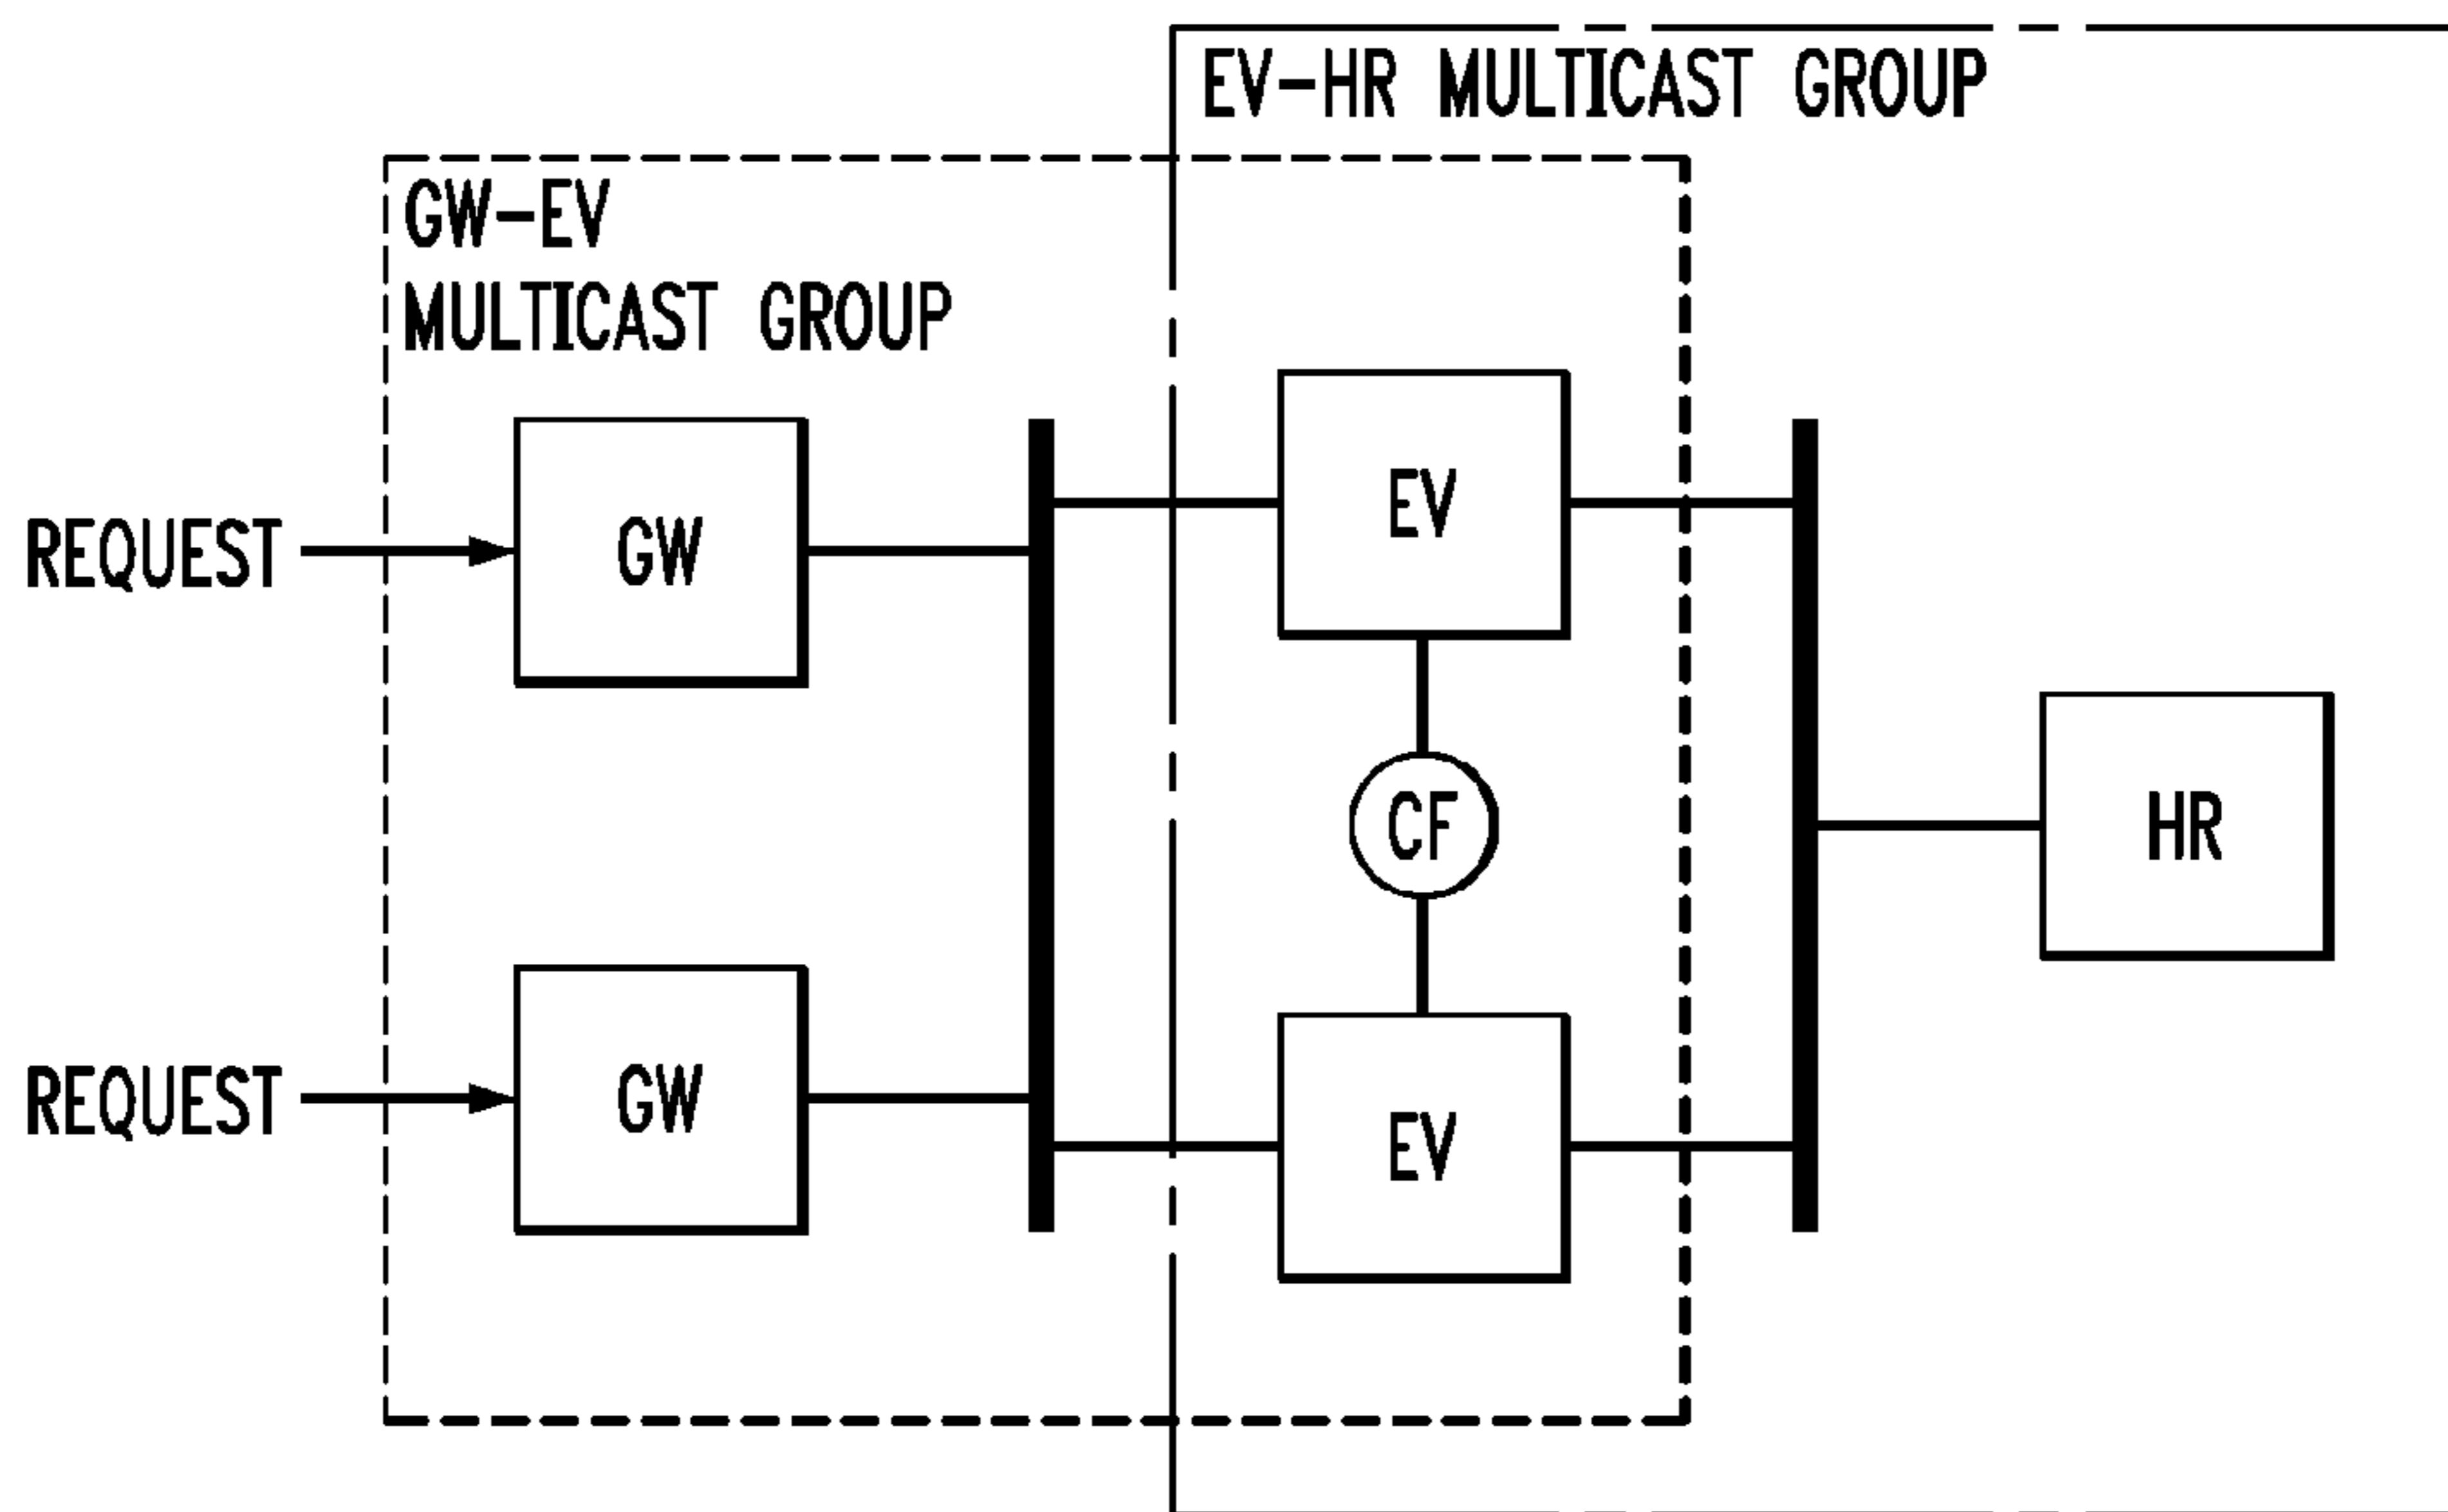 EV-HR MULTICAST GROUP
GW-EV
MULTICAST GROUP
EV
REQUEST
GW
CF
HR
REQUEST
GW
EV